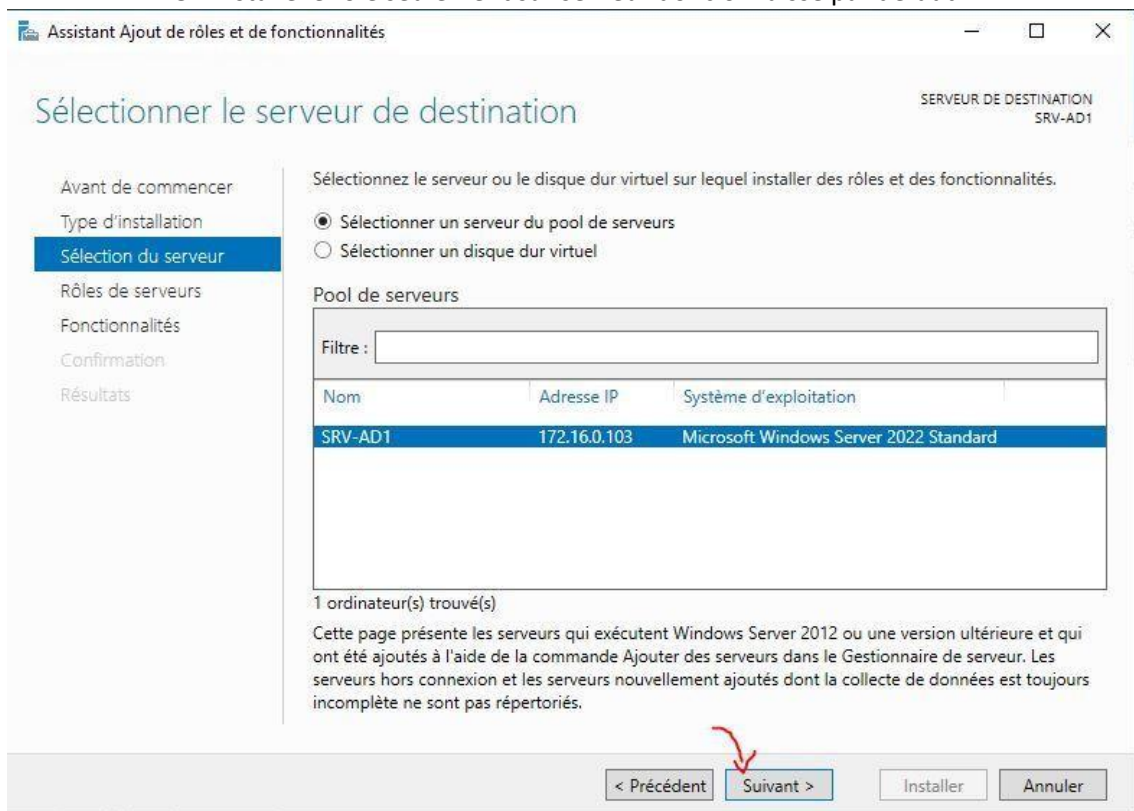 Assistant Ajout de rôles et de fonctionnalités
Sélectionner le serveur de destination
SERVEUR DE DESTINATION
SRV-AD1
Avant de commencer
Type d'installation
Sélection du serveur
Rôles de serveurs
Fonctionnalités
Confirmation
Résultats
Sélectionnez le serveur ou le disque dur virtuel sur lequel installer des rôles et des fonctionnalités.
Sélectionner un serveur du pool de serveurs
Sélectionner un disque dur virtuel
Pool de serveurs
Filtre :
Nom Adresse IP Système d'exploitation
SRV-AD1 172.16.0.103 Microsoft Windows Server 2022 Standard
1 ordinateur(s) trouvé(s)
Cette page présente les serveurs qui exécutent Windows Server 2012 ou une version ultérieure et qui
ont été ajoutés à l'aide de la commande Ajouter des serveurs dans le Gestionnaire de serveur. Les
serveurs hors connexion et les serveurs nouvellement ajoutés dont la collecte de données est toujours
incomplète ne sont pas répertoriés.
< Précédent Suivant > Installer Annuler